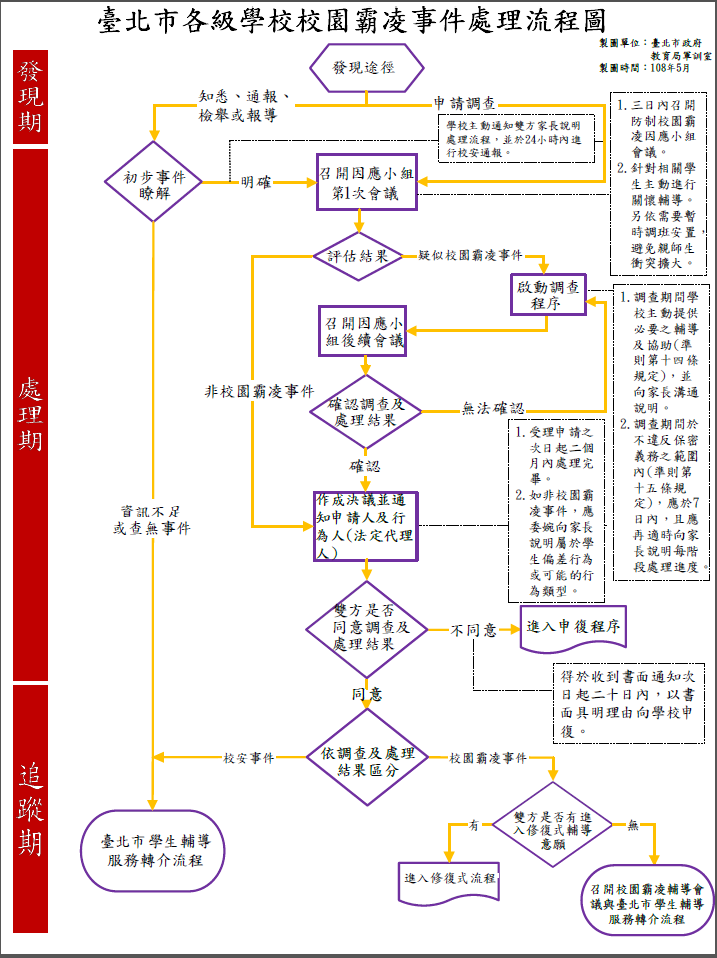 臺北市各級學校校園霸凌事件處理流程圖
製圖單位：臺北市政府
教育局軍訓室
製圖時間：108年5月
發現期
發現途徑
知悉、通報、
檢舉或報導
申請調查
學校主動通知雙方家長說明
處理流程，並於24小時內進
行校安通報。
1. 三日內召開
防制校園霸
凌因應小組
會議。
2. 針對相關學
生主動進行
關懷輔導。
另依需要暫
時調班安置，
避免親師生
衝突擴大。
處理期
初步事件
瞭解
明確
召開因應小組
第1次會議
評估結果
疑似校園霸凌事件
啟動調查
程序
召開因應小
組後續會議
非校園霸凌事件
確認調查及
處理結果
無法確認
1. 調查期間學
校主動提供
必要之輔導
及協助(準
則第十四條
規定)，並
向家長溝通
說明。
2. 調查期間於
不違反保密
義務之範圍
內(準則第
十五條規
定)，應於7
日內，且應
再適時向家
長說明每階
段處理進度。
確認
1. 受理申請之
次日起二個
月內處理完
畢。
2. 如非校園霸
凌事件，應
委婉向家長
說明屬於學
生偏差行為
或可能的行
為類型。
作成決議並通
知申請人及行
為人(法定代理
人)
資訊不足
或查無事件
雙方是否
同意調查及
處理結果
不同意
進入申復程序
得於收到書面通知次
日起二十日內，以書
面具明理由向學校申
復。
同意
追蹤期
依調查及處理
結果區分
校安事件
校園霸凌事件
雙方是否有進
入修復式輔導
意願
有
無
臺北市學生輔導
服務轉介流程
進入修復式流程
召開校園霸凌輔導會
議與臺北市學生輔導
服務轉介流程